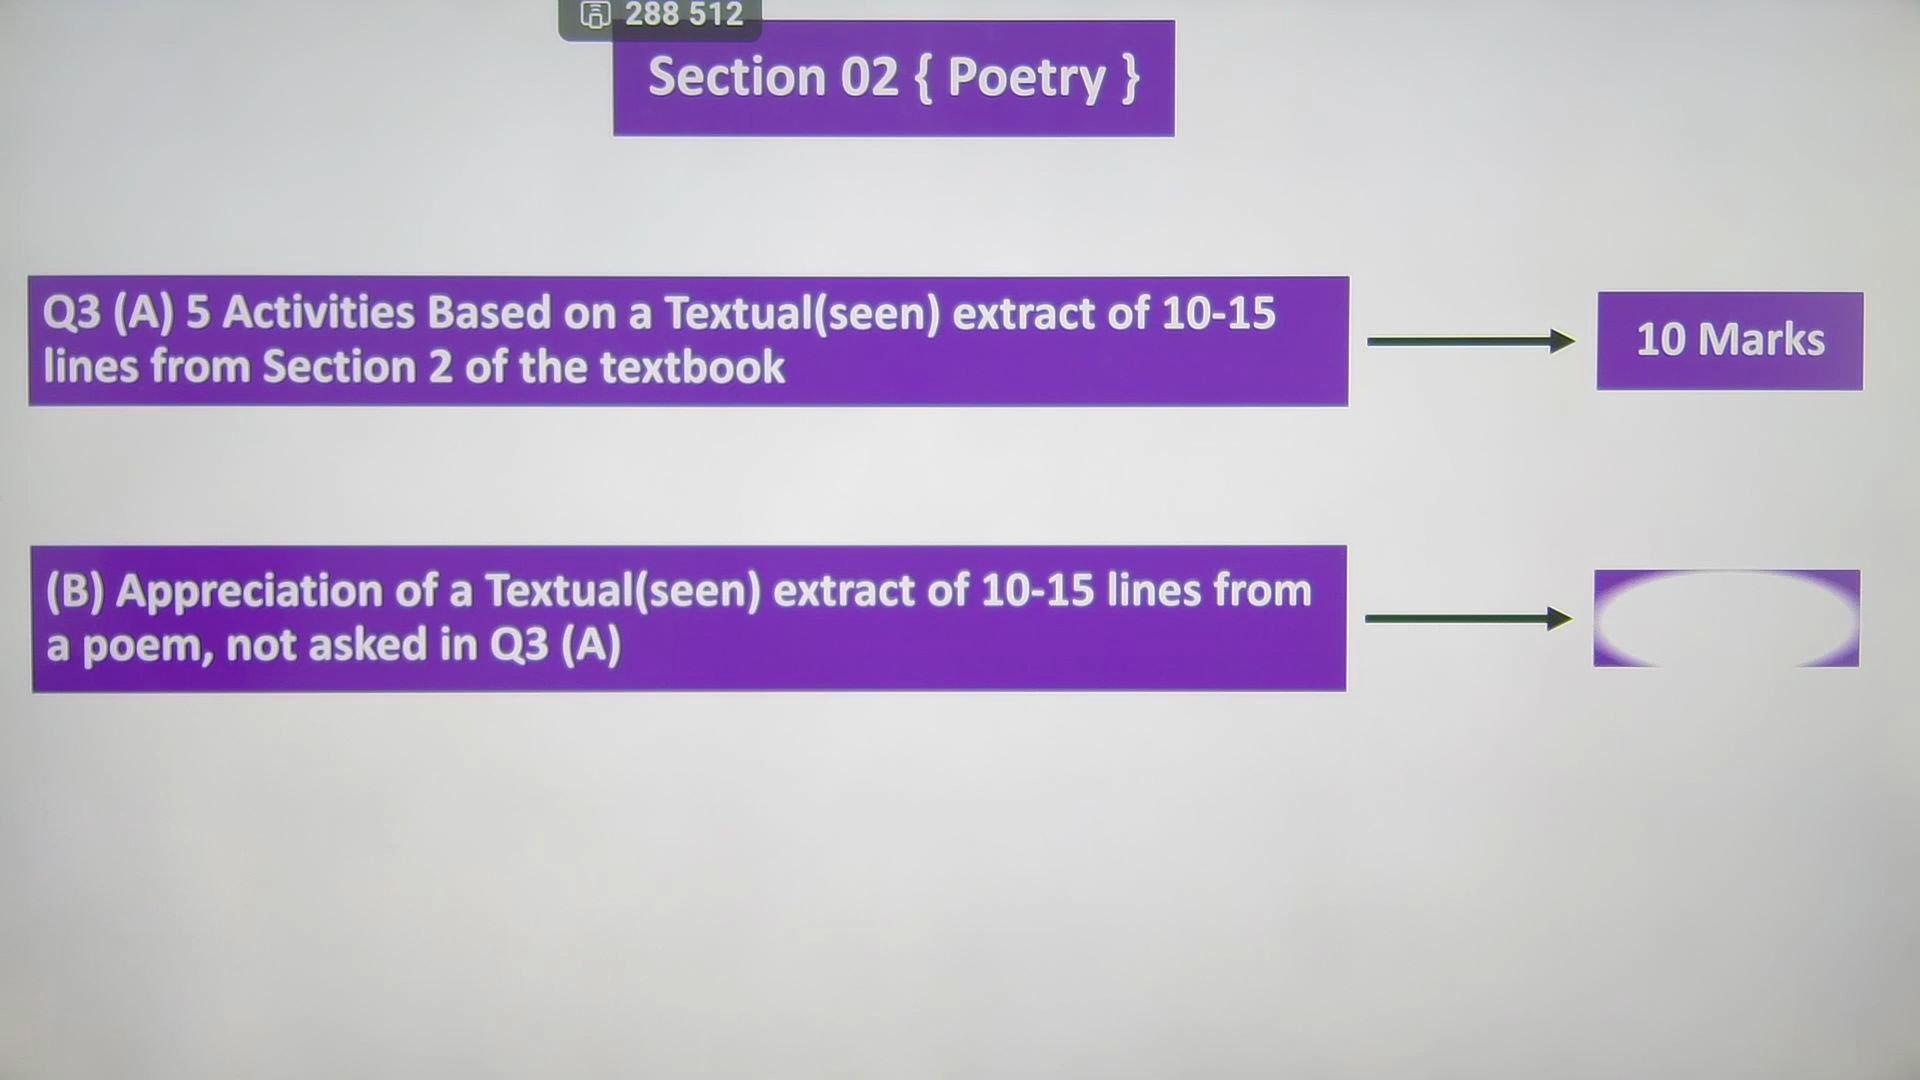 288 512
Section 02 { Poetry }
Q3 (A) 5 Activities Based on a Textual(seen) extract of 10-15
lines from Section 2 of the textbook
10 Marks
(B) Appreciation of a Textual(seen) extract of 10-15 lines from
a poem, not asked in Q3 (A)